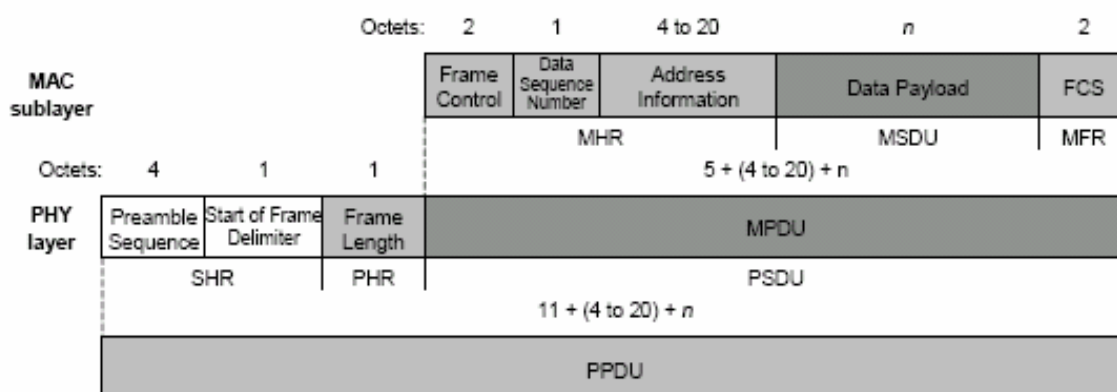 Octets: 2 1 4 to 20 n 2
MAC sublayer
Frame Control
Data Sequence Number
Address Information
Data Payload
FCS
MHR MSDU MFR
Octets: 4 1 1 5 + (4 to 20) + n
PHY layer
Preamble Sequence
Start of Frame Delimiter
Frame Length
MPDU
SHR PHR PSDU
11 + (4 to 20) + n
PPDU